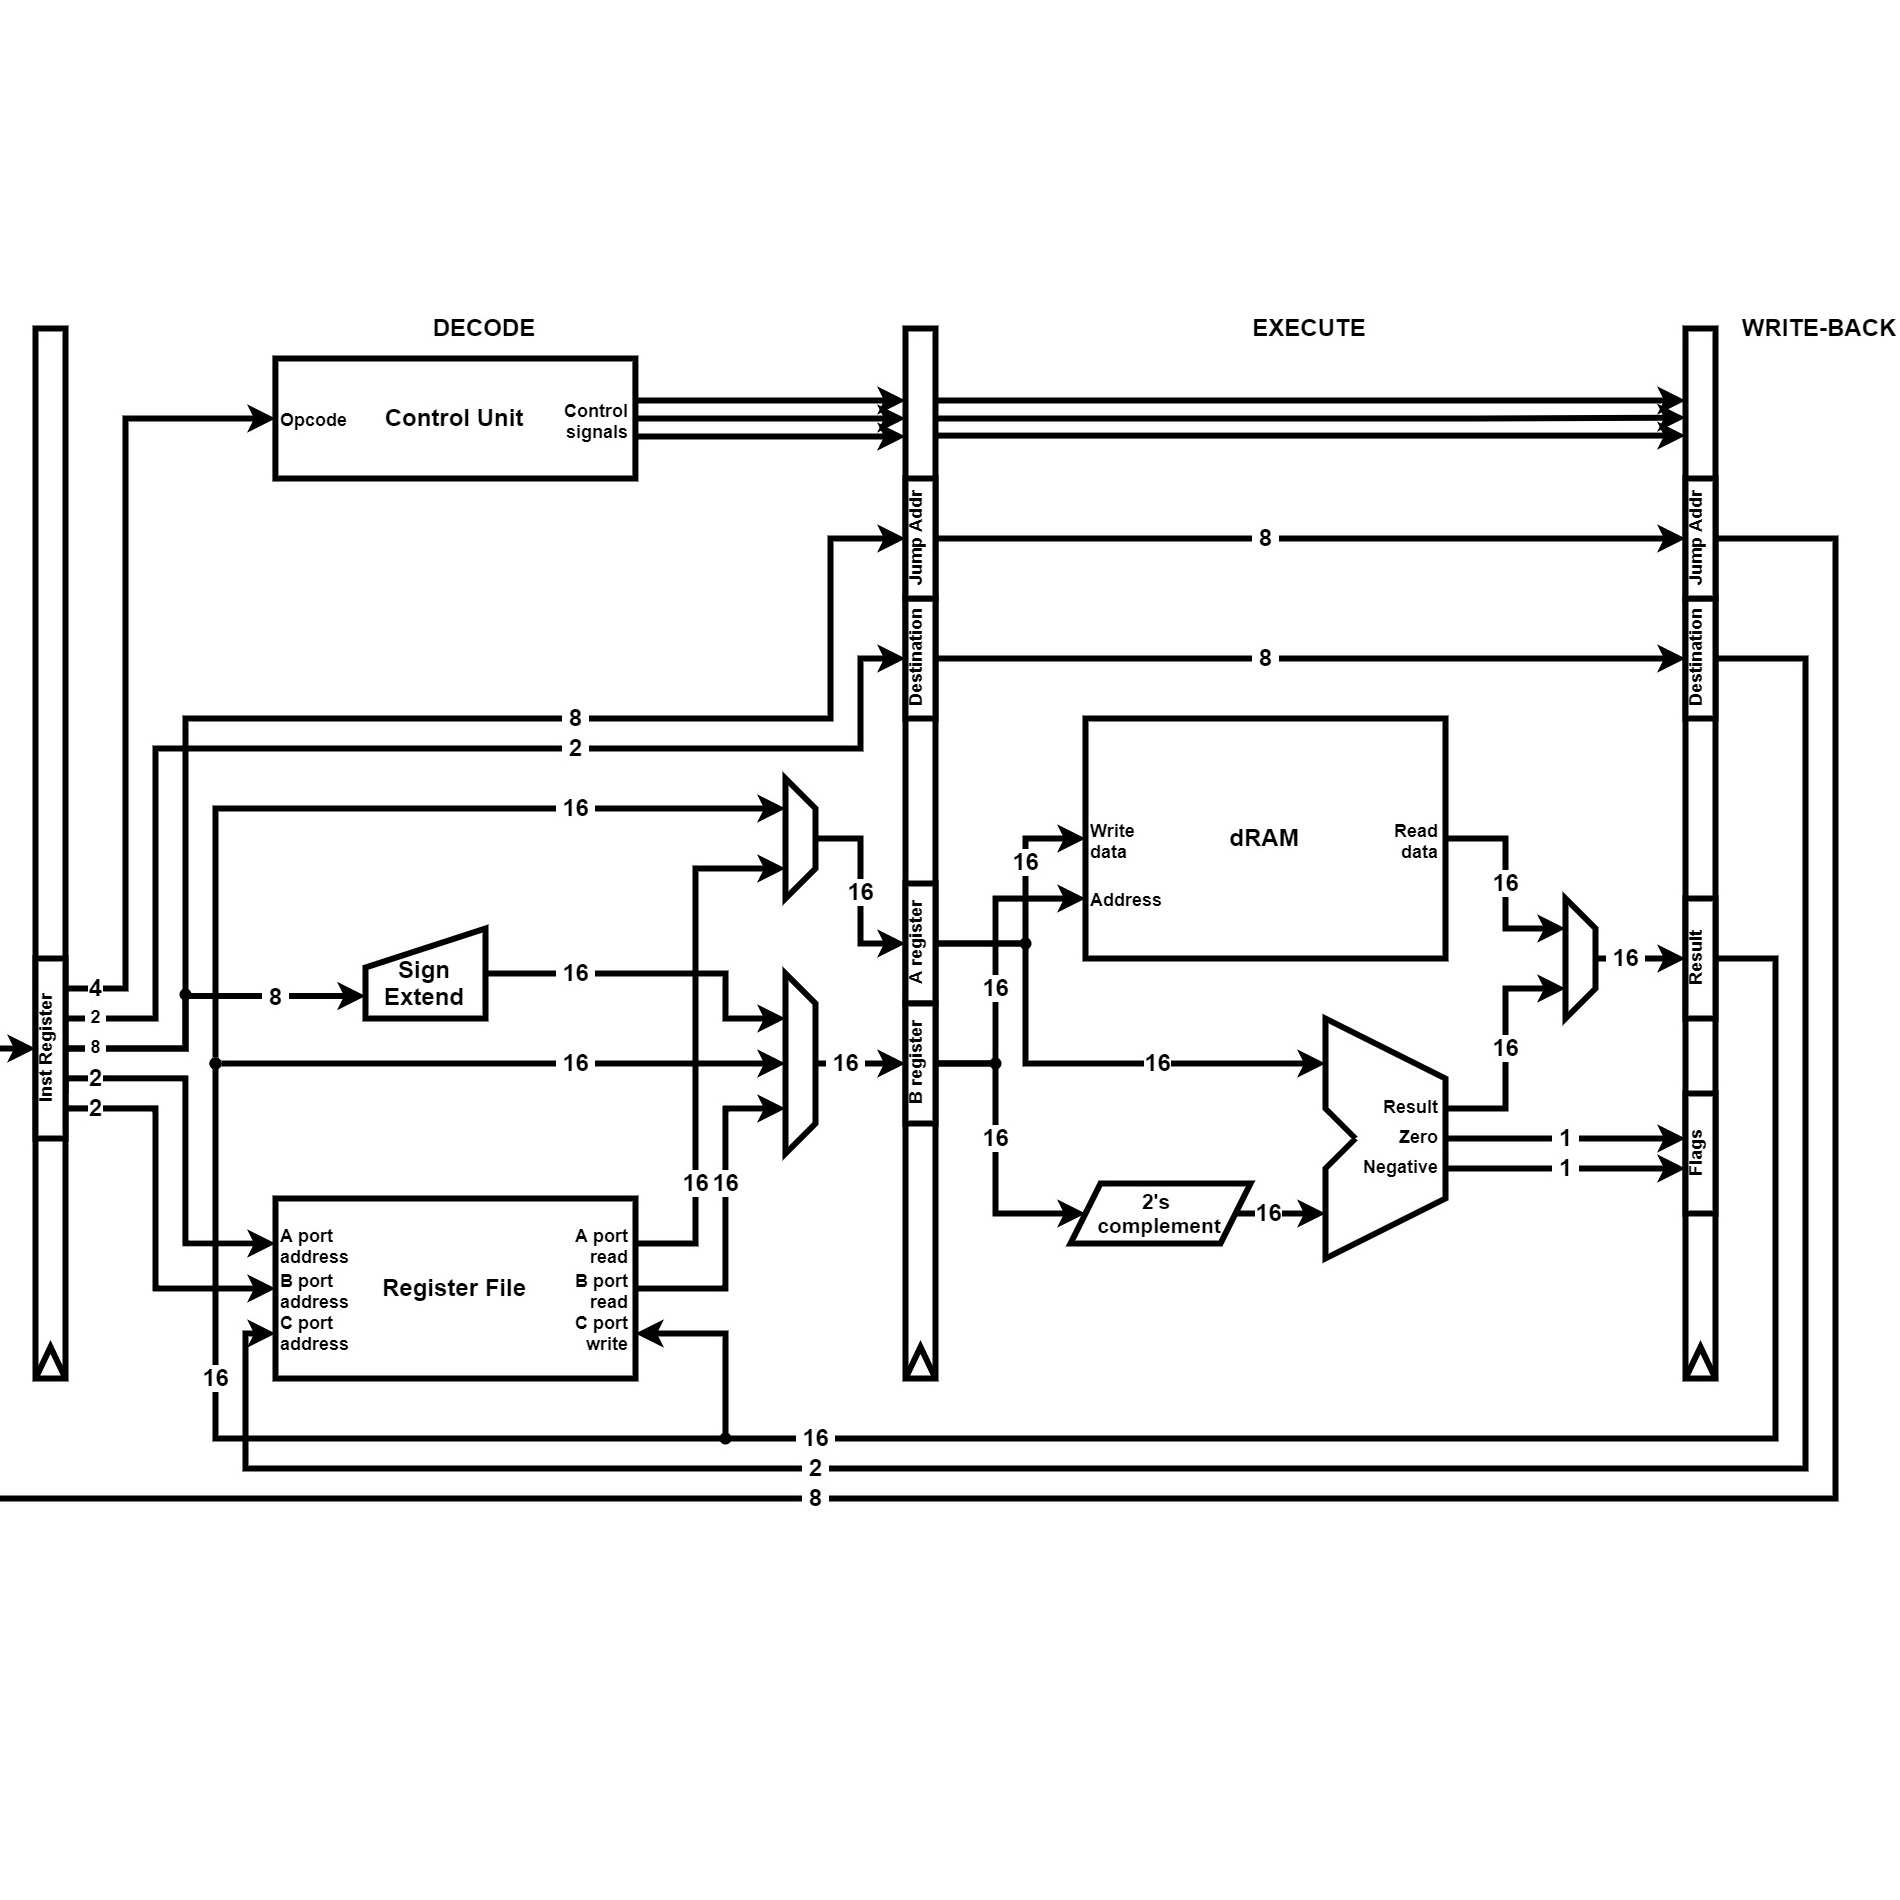 DECODE
EXECUTE
WRITE-BACK
Opcode
Control Unit
Control
signals
Jump Addr
8
Jump Addr
Destination
8
Destination
8
2
16
Write
data
dRAM
Read
data
16
16
16
Address
A register
Sign
Extend
16
8
16
16
Result
4
2
8
2
2
Inst Register
16
16
B register
16
16
16
Result
Zero
Negative
1
1
Flags
16
16
16
2's
complement
16
A port
address
B port
address
C port
address
Register File
A port
read
B port
read
C port
write
16
16
2
8